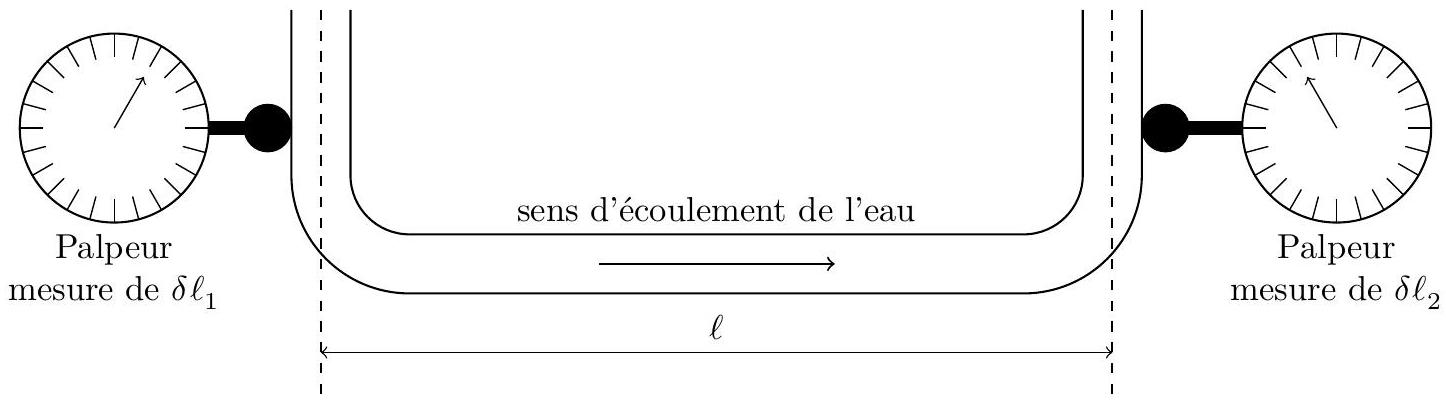 sens d'écoulement de l'eau
Palpeur
mesure de δℓ₁
Palpeur
mesure de δℓ₂
ℓ